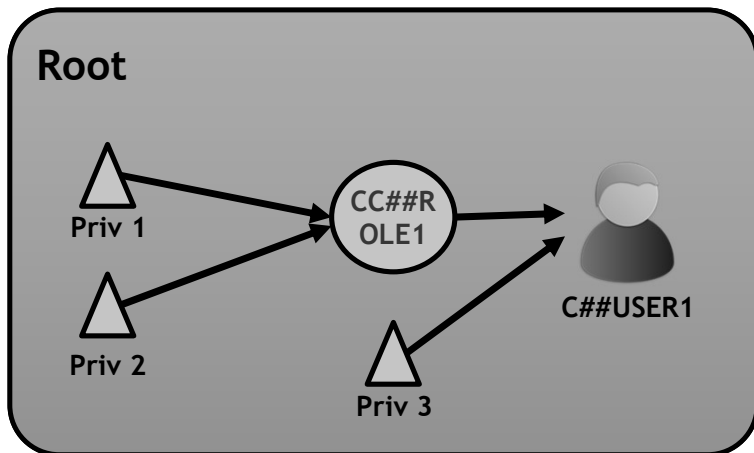 Root
CC##R
OLE1
Priv 1
C##USER1
Priv 2
Priv 3